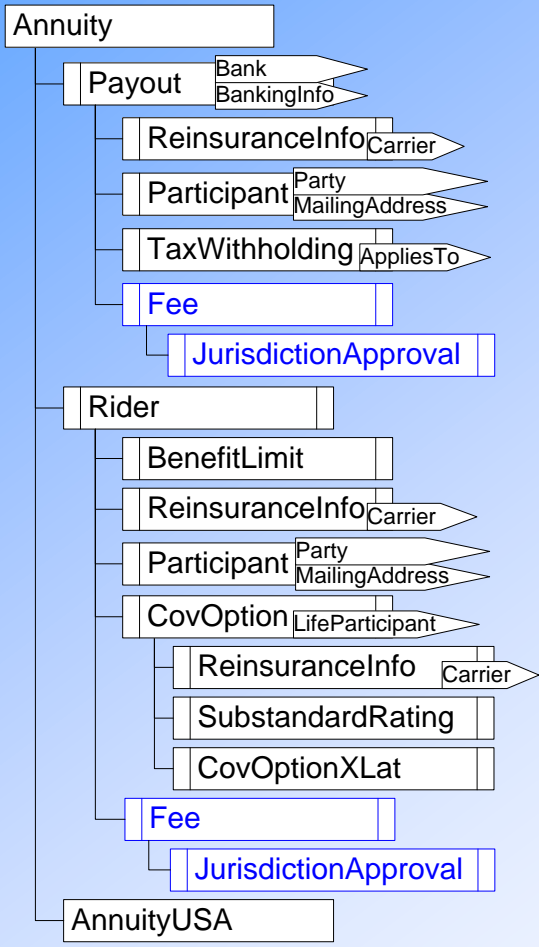 Annuity
Payout
Bank
BankingInfo
ReinsuranceInfo
Carrier
Participant
Party
MailingAddress
TaxWithholding
AppliesTo
Fee
JurisdictionApproval
Rider
BenefitLimit
ReinsuranceInfo
Carrier
Participant
Party
MailingAddress
CovOption
LifeParticipant
ReinsuranceInfo
Carrier
SubstandardRating
CovOptionXLat
Fee
JurisdictionApproval
AnnuityUSA